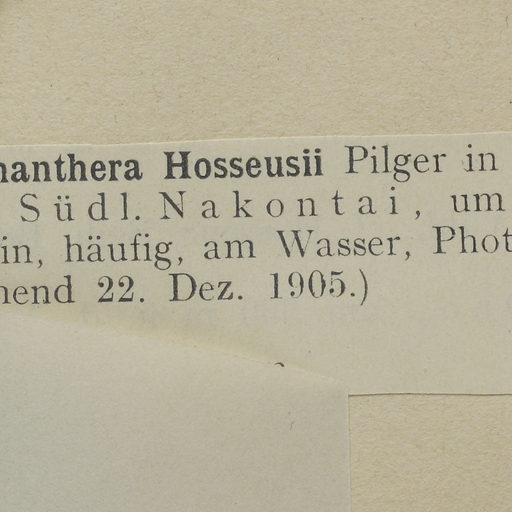 nanthera Hosseusii Pilger in
Südl. Nakontai, um
in, häufig, am Wasser, Phot
hend 22. Dez. 1905.)